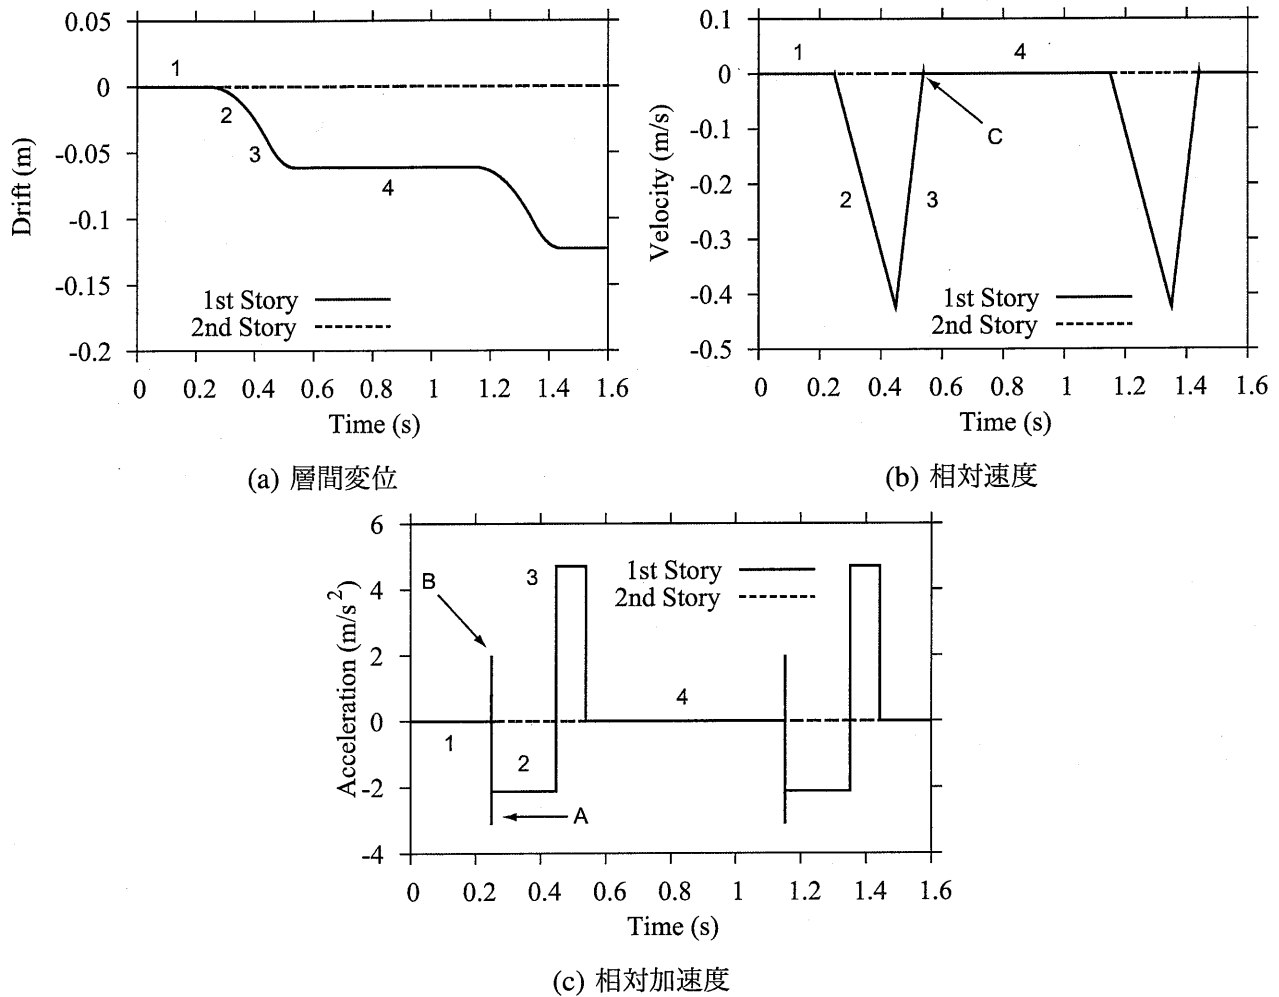 0.05
0
-0.05
-0.1
-0.15
-0.2
Drift (m)
1
2
3
4
1st Story
2nd Story
0 0.2 0.4 0.6 0.8 1 1.2 1.4 1.6
Time (s)
(a) 層間変位
0.1
0
-0.1
-0.2
-0.3
-0.4
-0.5
Velocity (m/s)
1
4
C
2
3
1st Story
2nd Story
0 0.2 0.4 0.6 0.8 1 1.2 1.4 1.6
Time (s)
(b) 相対速度
6
4
2
0
-2
-4
Acceleration (m/s²)
B
3
1st Story
2nd Story
4
1
2
A
0 0.2 0.4 0.6 0.8 1 1.2 1.4 1.6
Time (s)
(c) 相対加速度